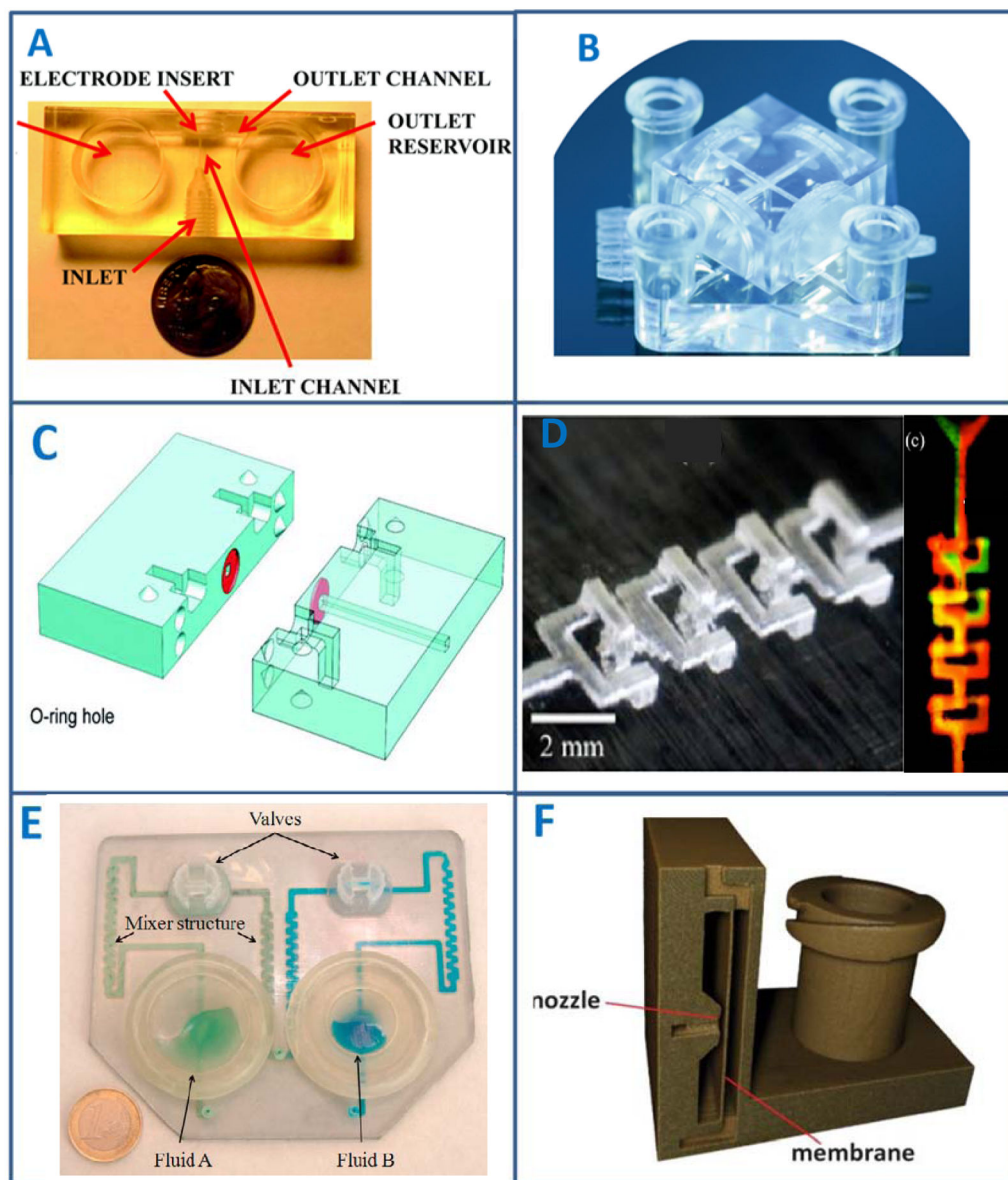 A
ELECTRODE INSERT
OUTLET CHANNEL
OUTLET
RESERVOIR
INLET
INLET CHANNEL
B
C
O-ring hole
D
(c)
2 mm
E
Valves
Mixer structure
Fluid A
Fluid B
F
nozzle
membrane